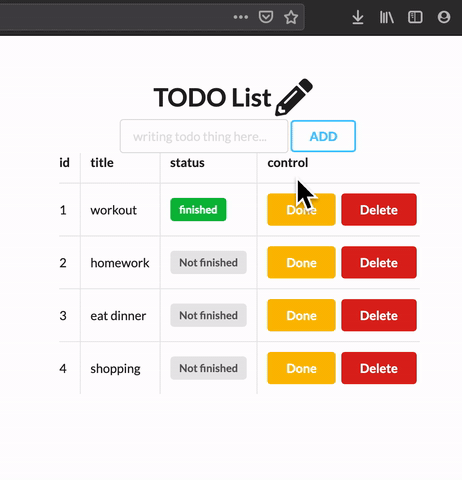 TODO List
writing todo thing here... ADD
id title status control
1 workout finished Done Delete
2 homework Not finished Done Delete
3 eat dinner Not finished Done Delete
4 shopping Not finished Done Delete